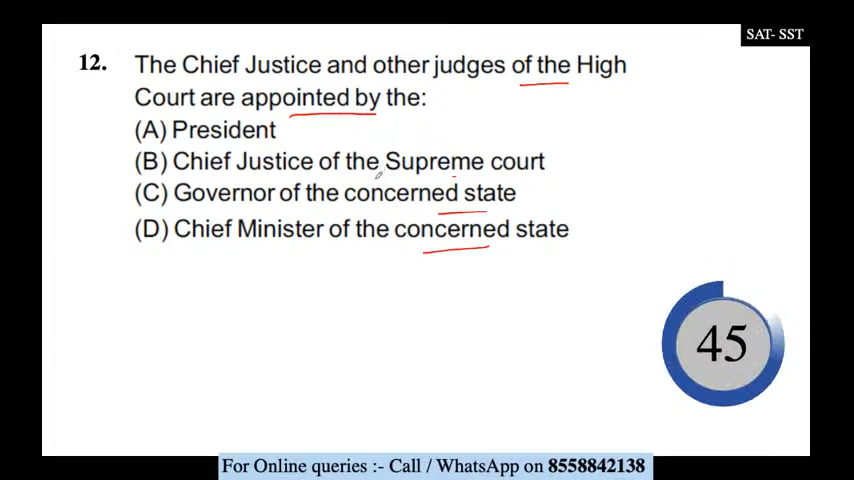 SAT- SST
12. The Chief Justice and other judges of the High
Court are appointed by the:
(A) President
(B) Chief Justice of the Supreme court
(C) Governor of the concerned state
(D) Chief Minister of the concerned state
45
For Online queries :- Call / WhatsApp on 8558842138